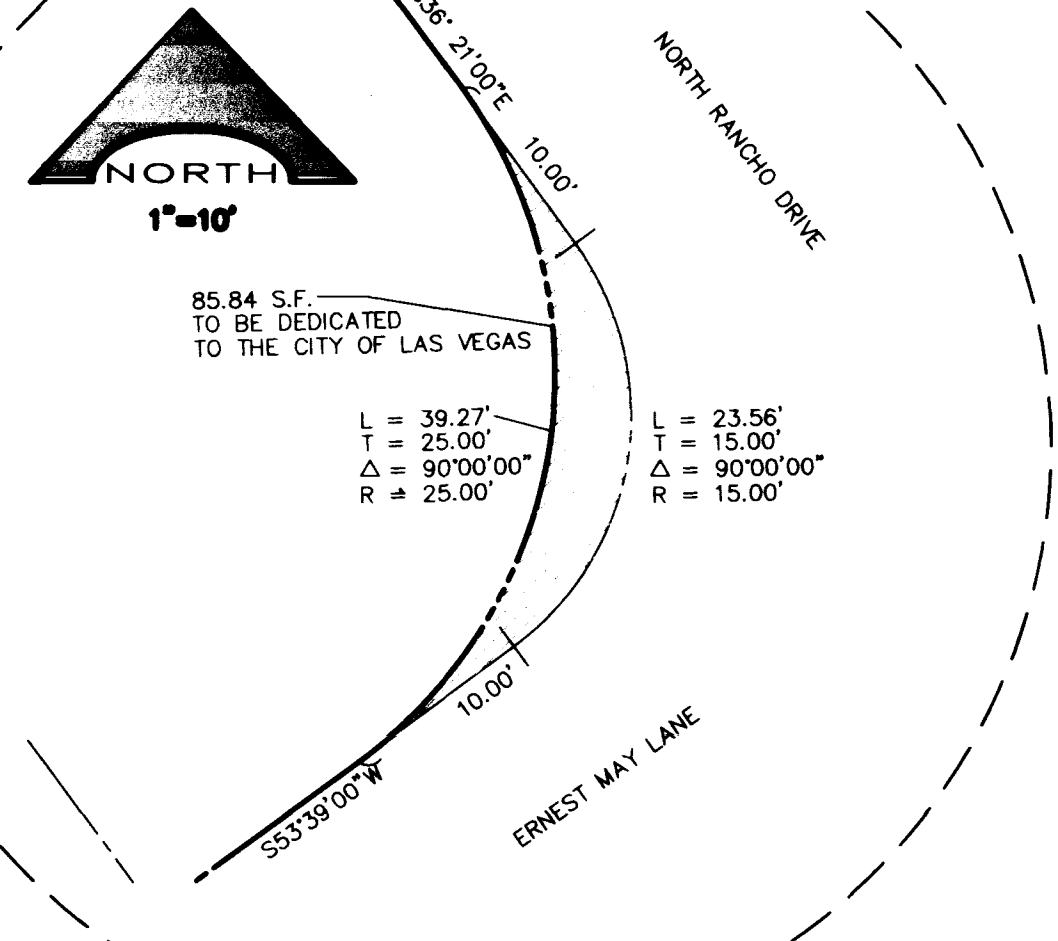 36° 21'00"E
NORTH
1"=10'
10.00'
NORTH RANCHO DRIVE
85.84 S.F.
TO BE DEDICATED
TO THE CITY OF LAS VEGAS
L = 39.27'
T = 25.00'
Δ = 90°00'00"
R = 25.00'
L = 23.56'
T = 15.00'
Δ = 90°00'00"
R = 15.00'
10.00'
S53°39'00"W
ERNEST MAY LANE